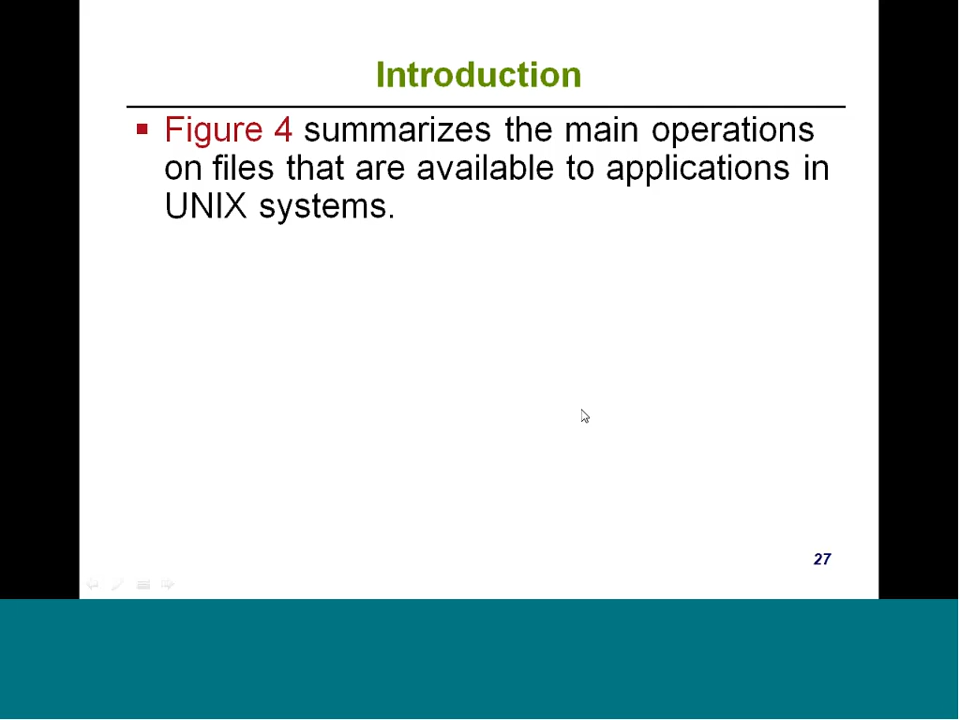 Introduction
Figure 4 summarizes the main operations
on files that are available to applications in
UNIX systems.
27